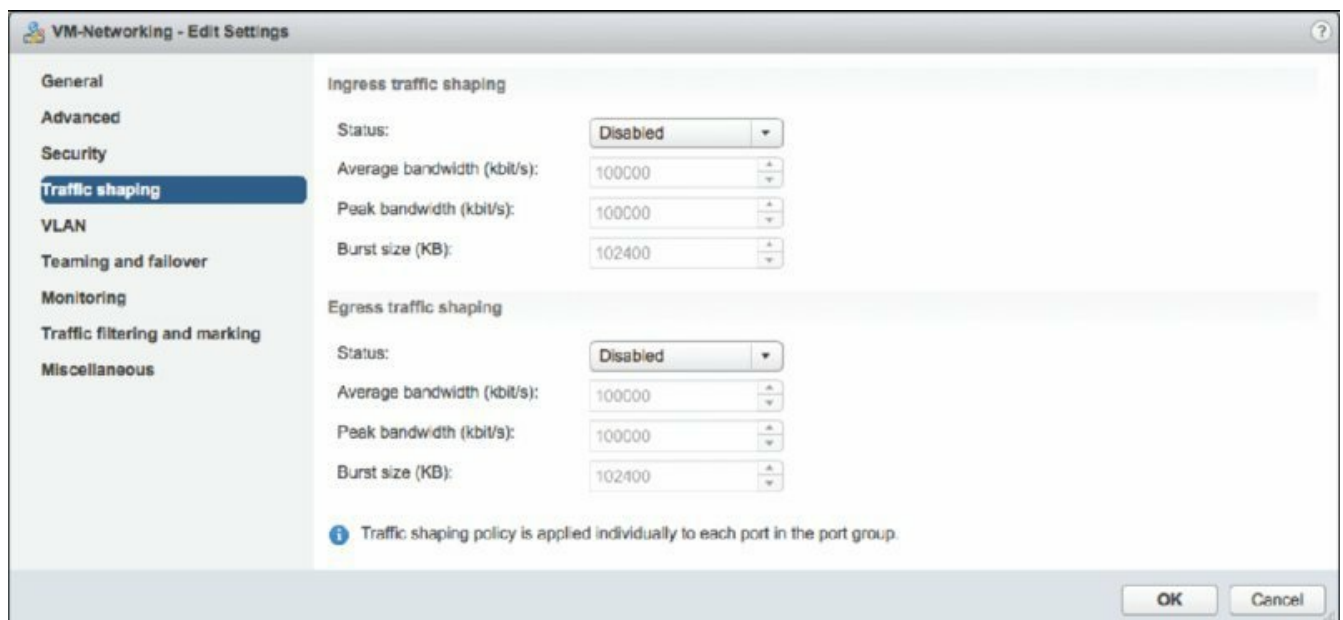 VM-Networking - Edit Settings
?
General
Advanced
Security
Traffic shaping
VLAN
Teaming and failover
Monitoring
Traffic filtering and marking
Miscellaneous
Ingress traffic shaping
Status: Disabled
Average bandwidth (kbit/s): 100000
Peak bandwidth (kbit/s): 100000
Burst size (KB): 102400
Egress traffic shaping
Status: Disabled
Average bandwidth (kbit/s): 100000
Peak bandwidth (kbit/s): 100000
Burst size (KB): 102400
Traffic shaping policy is applied individually to each port in the port group.
OK Cancel